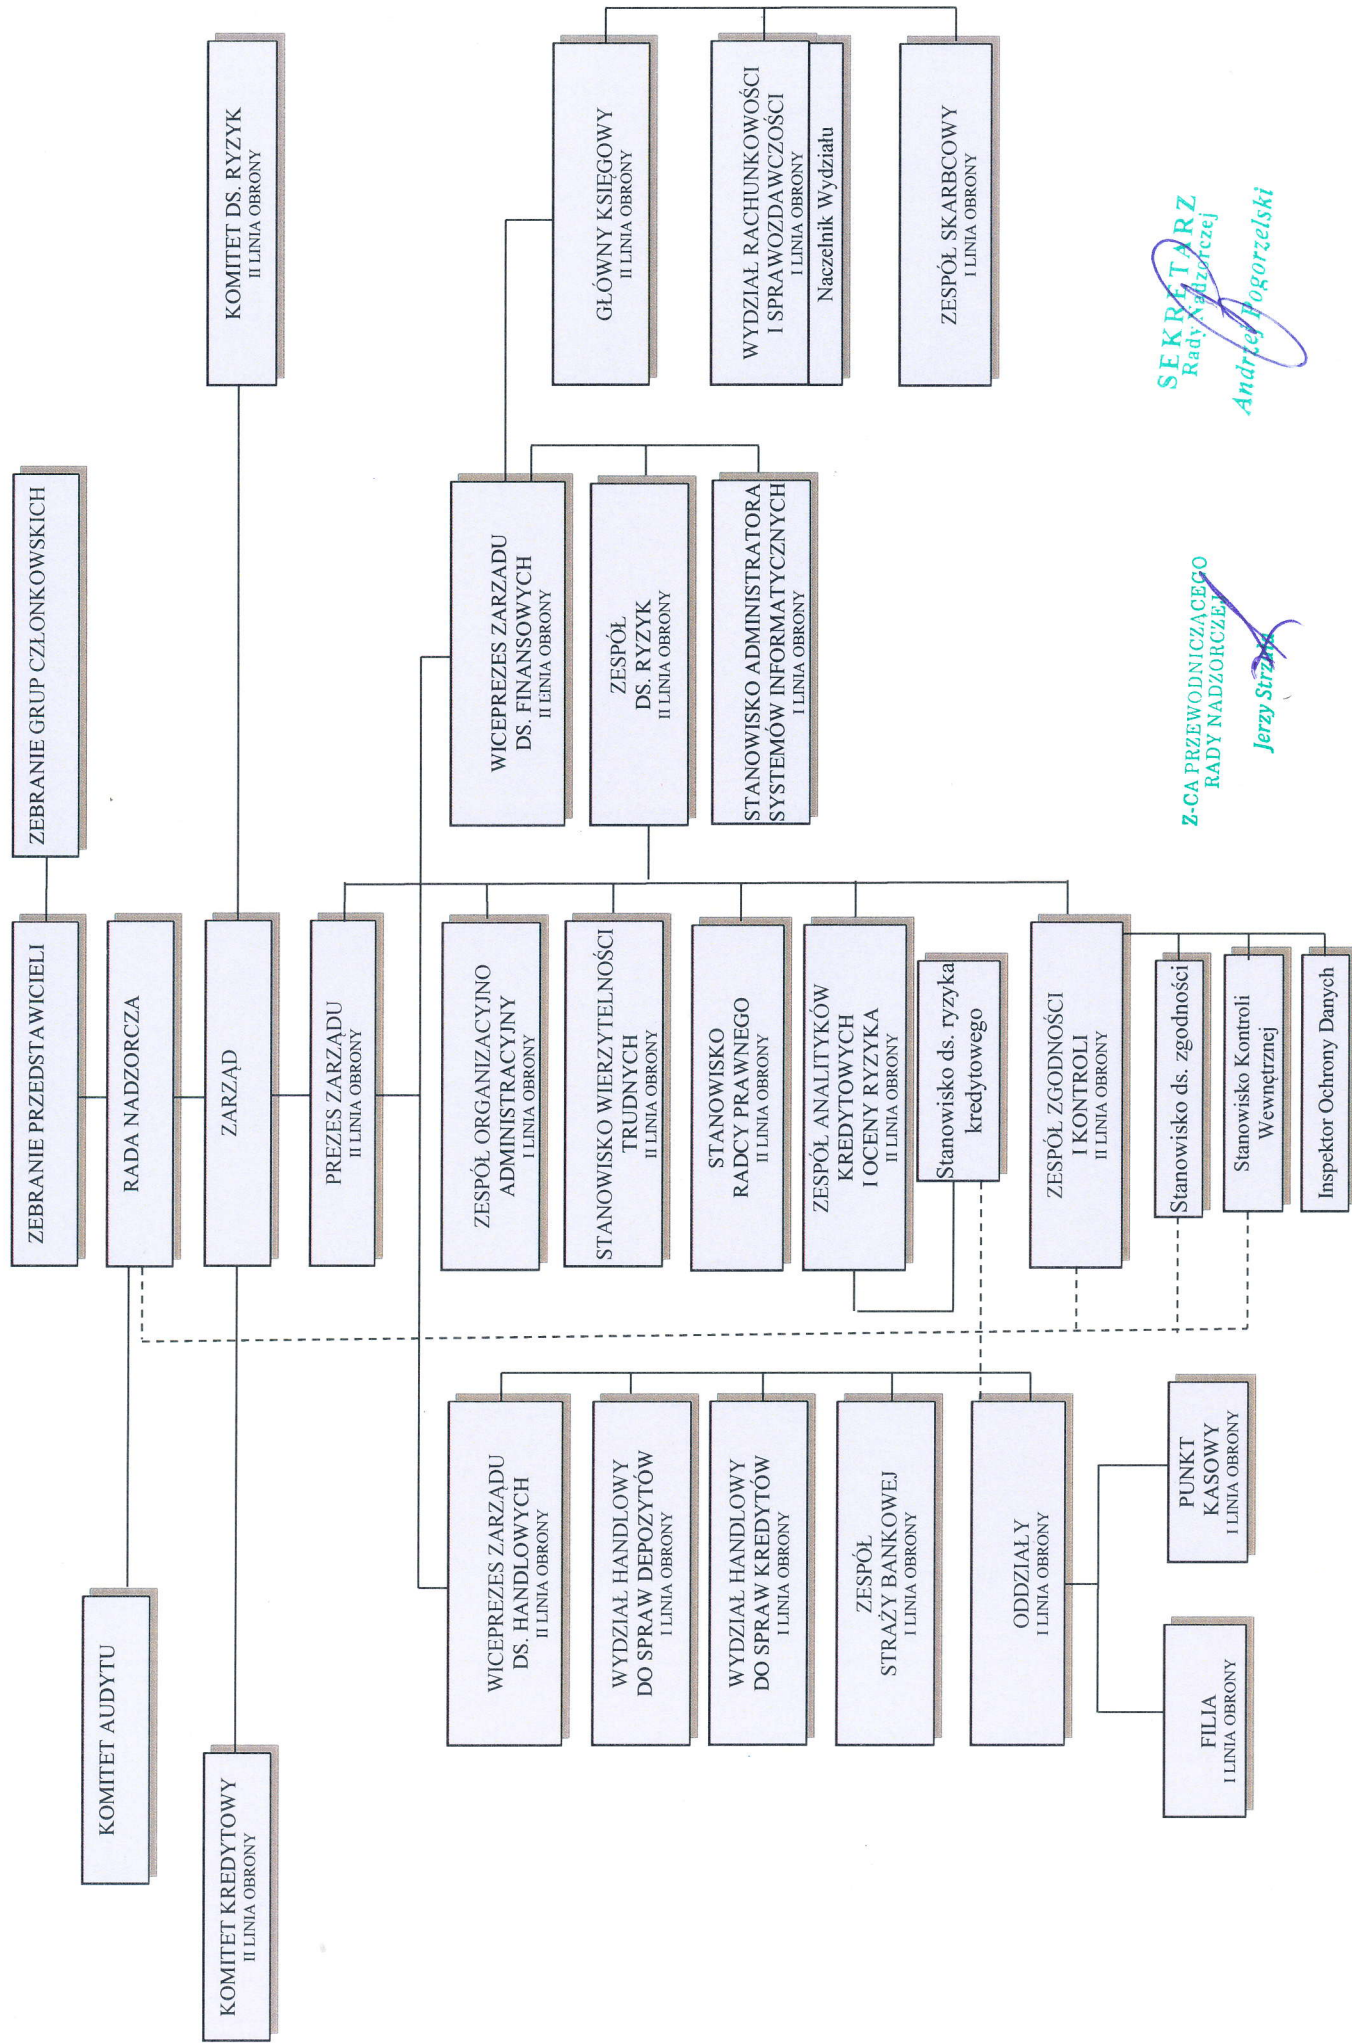 ZEBRANIE PRZEDSTAWICIELI
ZEBRANIE GRUP CZŁONKOWSKICH
KOMITET AUDYTU
RADA NADZORCZA
KOMITET KREDYTOWY
II LINIA OBRONY
ZARZĄD
KOMITET DS. RYZYK
II LINIA OBRONY
PREZES ZARZĄDU
II LINIA OBRONY
WICEPREZES ZARZĄDU
DS. HANDLOWYCH
II LINIA OBRONY
WYDZIAŁ HANDLOWY
DO SPRAW DEPOZYTÓW
I LINIA OBRONY
WYDZIAŁ HANDLOWY
DO SPRAW KREDYTÓW
I LINIA OBRONY
ZESPÓŁ
STRAŻY BANKOWEJ
I LINIA OBRONY
ODDZIAŁY
I LINIA OBRONY
FILIA
I LINIA OBRONY
PUNKT
KASOWY
I LINIA OBRONY
ZESPÓŁ ORGANIZACYJNO
ADMINISTRACYJNY
I LINIA OBRONY
STANOWISKO WIERZYTELNOŚCI
TRUDNYCH
II LINIA OBRONY
STANOWISKO
RADCY PRAWNEGO
II LINIA OBRONY
ZESPÓŁ ANALITYKÓW
KREDYTOWYCH
I OCENY RYZYKA
II LINIA OBRONY
Stanowisko ds. ryzyka
kredytowego
ZESPÓŁ ZGODNOŚCI
I KONTROLI
II LINIA OBRONY
Stanowisko ds. zgodności
Stanowisko Kontroli
Wewnętrznej
Inspektor Ochrony Danych
WICEPREZES ZARZADU
DS. FINANSOWYCH
II LINIA OBRONY
ZESPÓŁ
DS. RYZYK
II LINIA OBRONY
STANOWISKO ADMINISTRATORA
SYSTEMÓW INFORMATYCZNYCH
I LINIA OBRONY
GŁÓWNY KSIĘGOWY
II LINIA OBRONY
WYDZIAŁ RACHUNKOWOŚCI
I SPRAWOZDAWCZOŚCI
I LINIA OBRONY
Naczelnik Wydziału
ZESPÓŁ SKARBCOWY
I LINIA OBRONY
Z-CA PRZEWODNICZĄCEGO
RADY NADZORCZEJ
Jerzy
SEKRETARZ
Rady Nadzorczej
Andrzej Pogorzelski